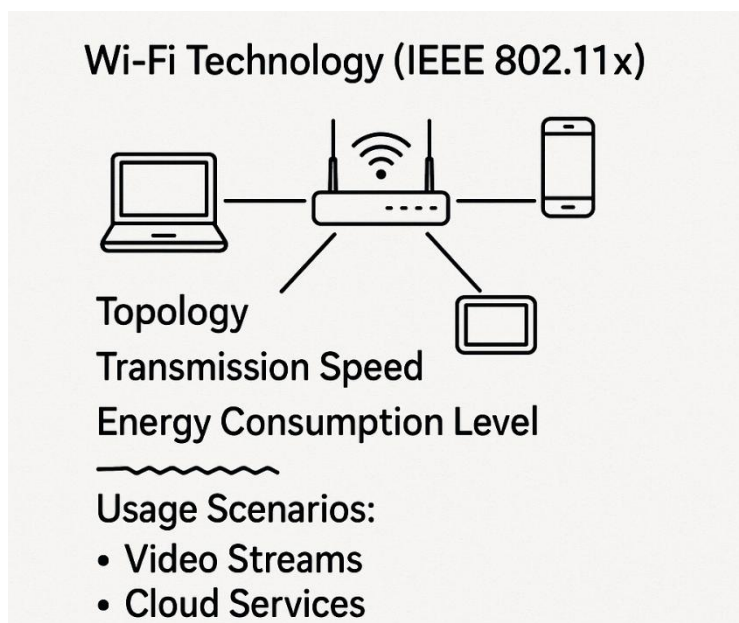 Wi-Fi Technology (IEEE 802.11x)
Topology
Transmission Speed
Energy Consumption Level
Usage Scenarios:
• Video Streams
• Cloud Services